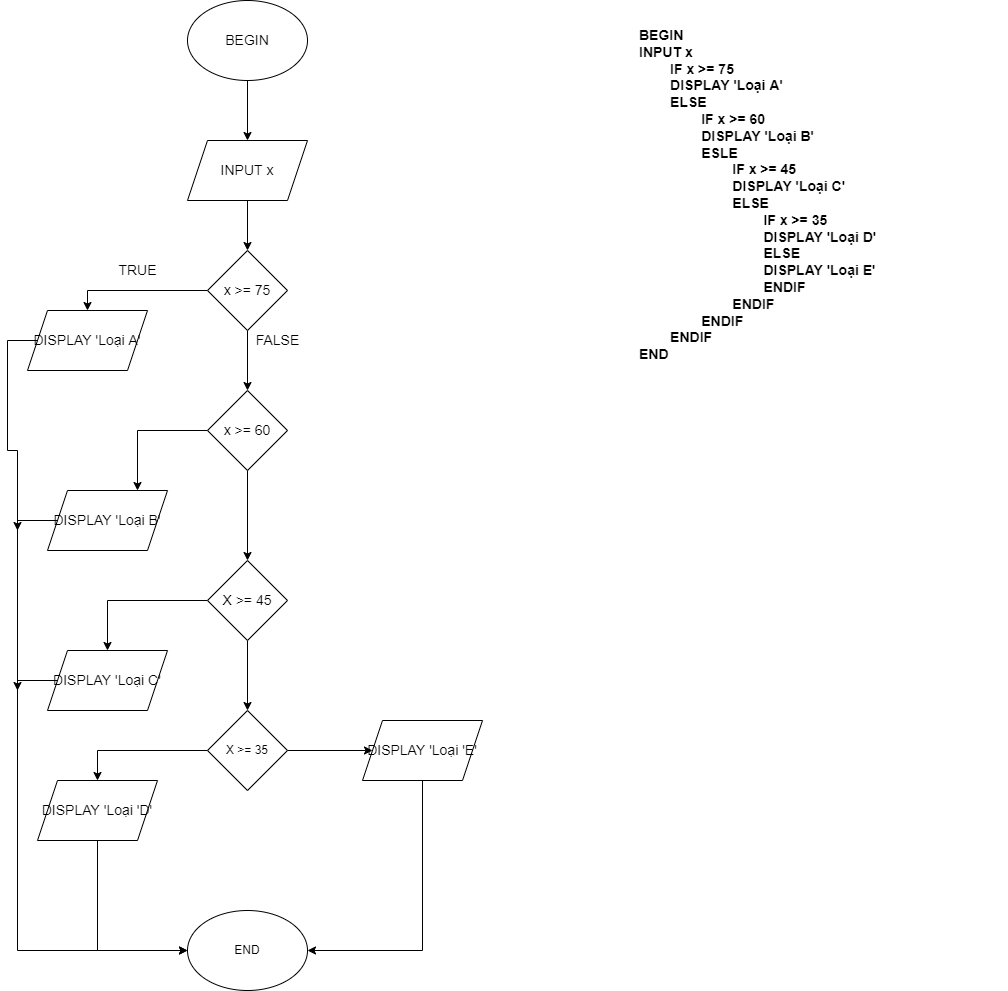 BEGIN
INPUT x
x >= 75
TRUE
DISPLAY 'Loại A'
FALSE
x >= 60
DISPLAY 'Loại B'
X >= 45
DISPLAY 'Loại C'
X >= 35
DISPLAY 'Loại 'E'
DISPLAY 'Loại 'D'
END
BEGIN
INPUT x
IF x >= 75
DISPLAY 'Loại A'
ELSE
IF x >= 60
DISPLAY 'Loại B'
ESLE
IF x >= 45
DISPLAY 'Loại C'
ELSE
IF x >= 35
DISPLAY 'Loại D'
ELSE
DISPLAY 'Loại E'
ENDIF
ENDIF
ENDIF
ENDIF
END